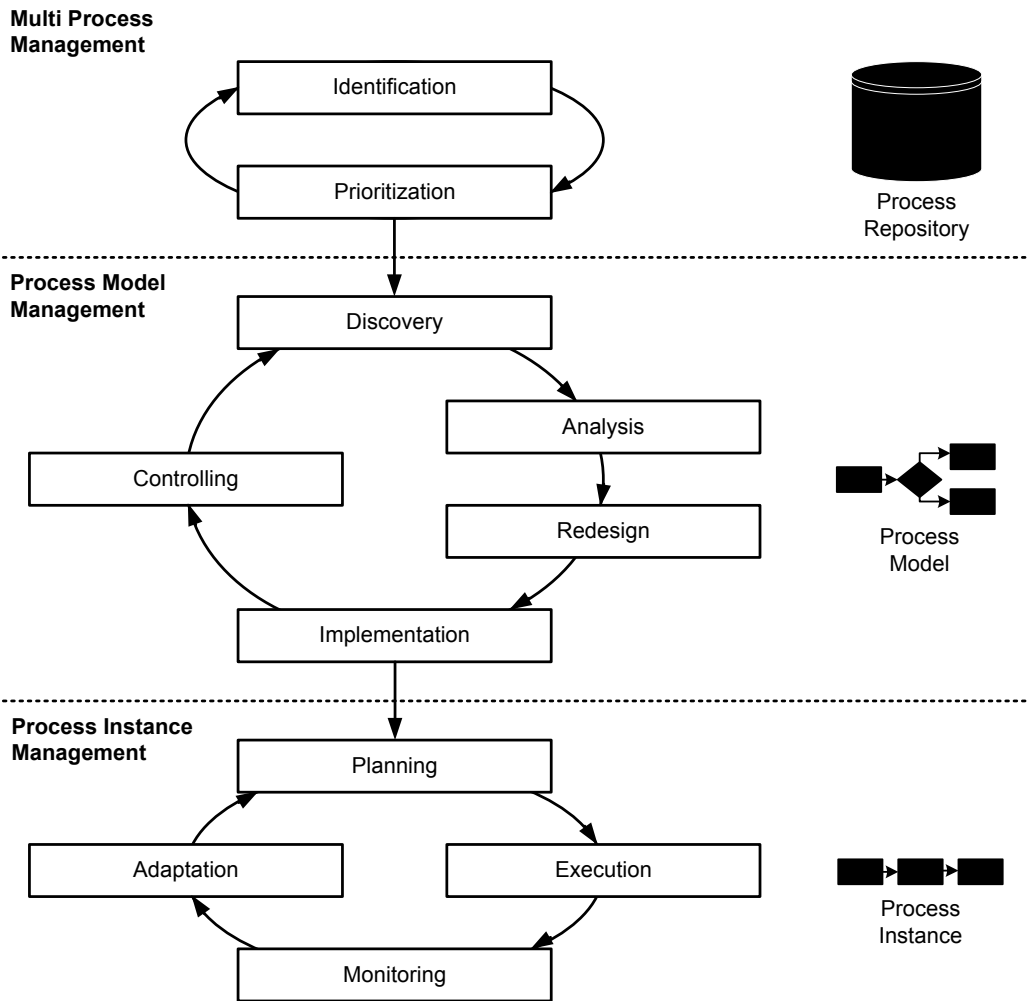 Multi Process
Management
Identification
Prioritization
Process
Repository
Process Model
Management
Discovery
Analysis
Controlling
Redesign
Process
Model
Implementation
Process Instance
Management
Planning
Adaptation
Execution
Process
Instance
Monitoring